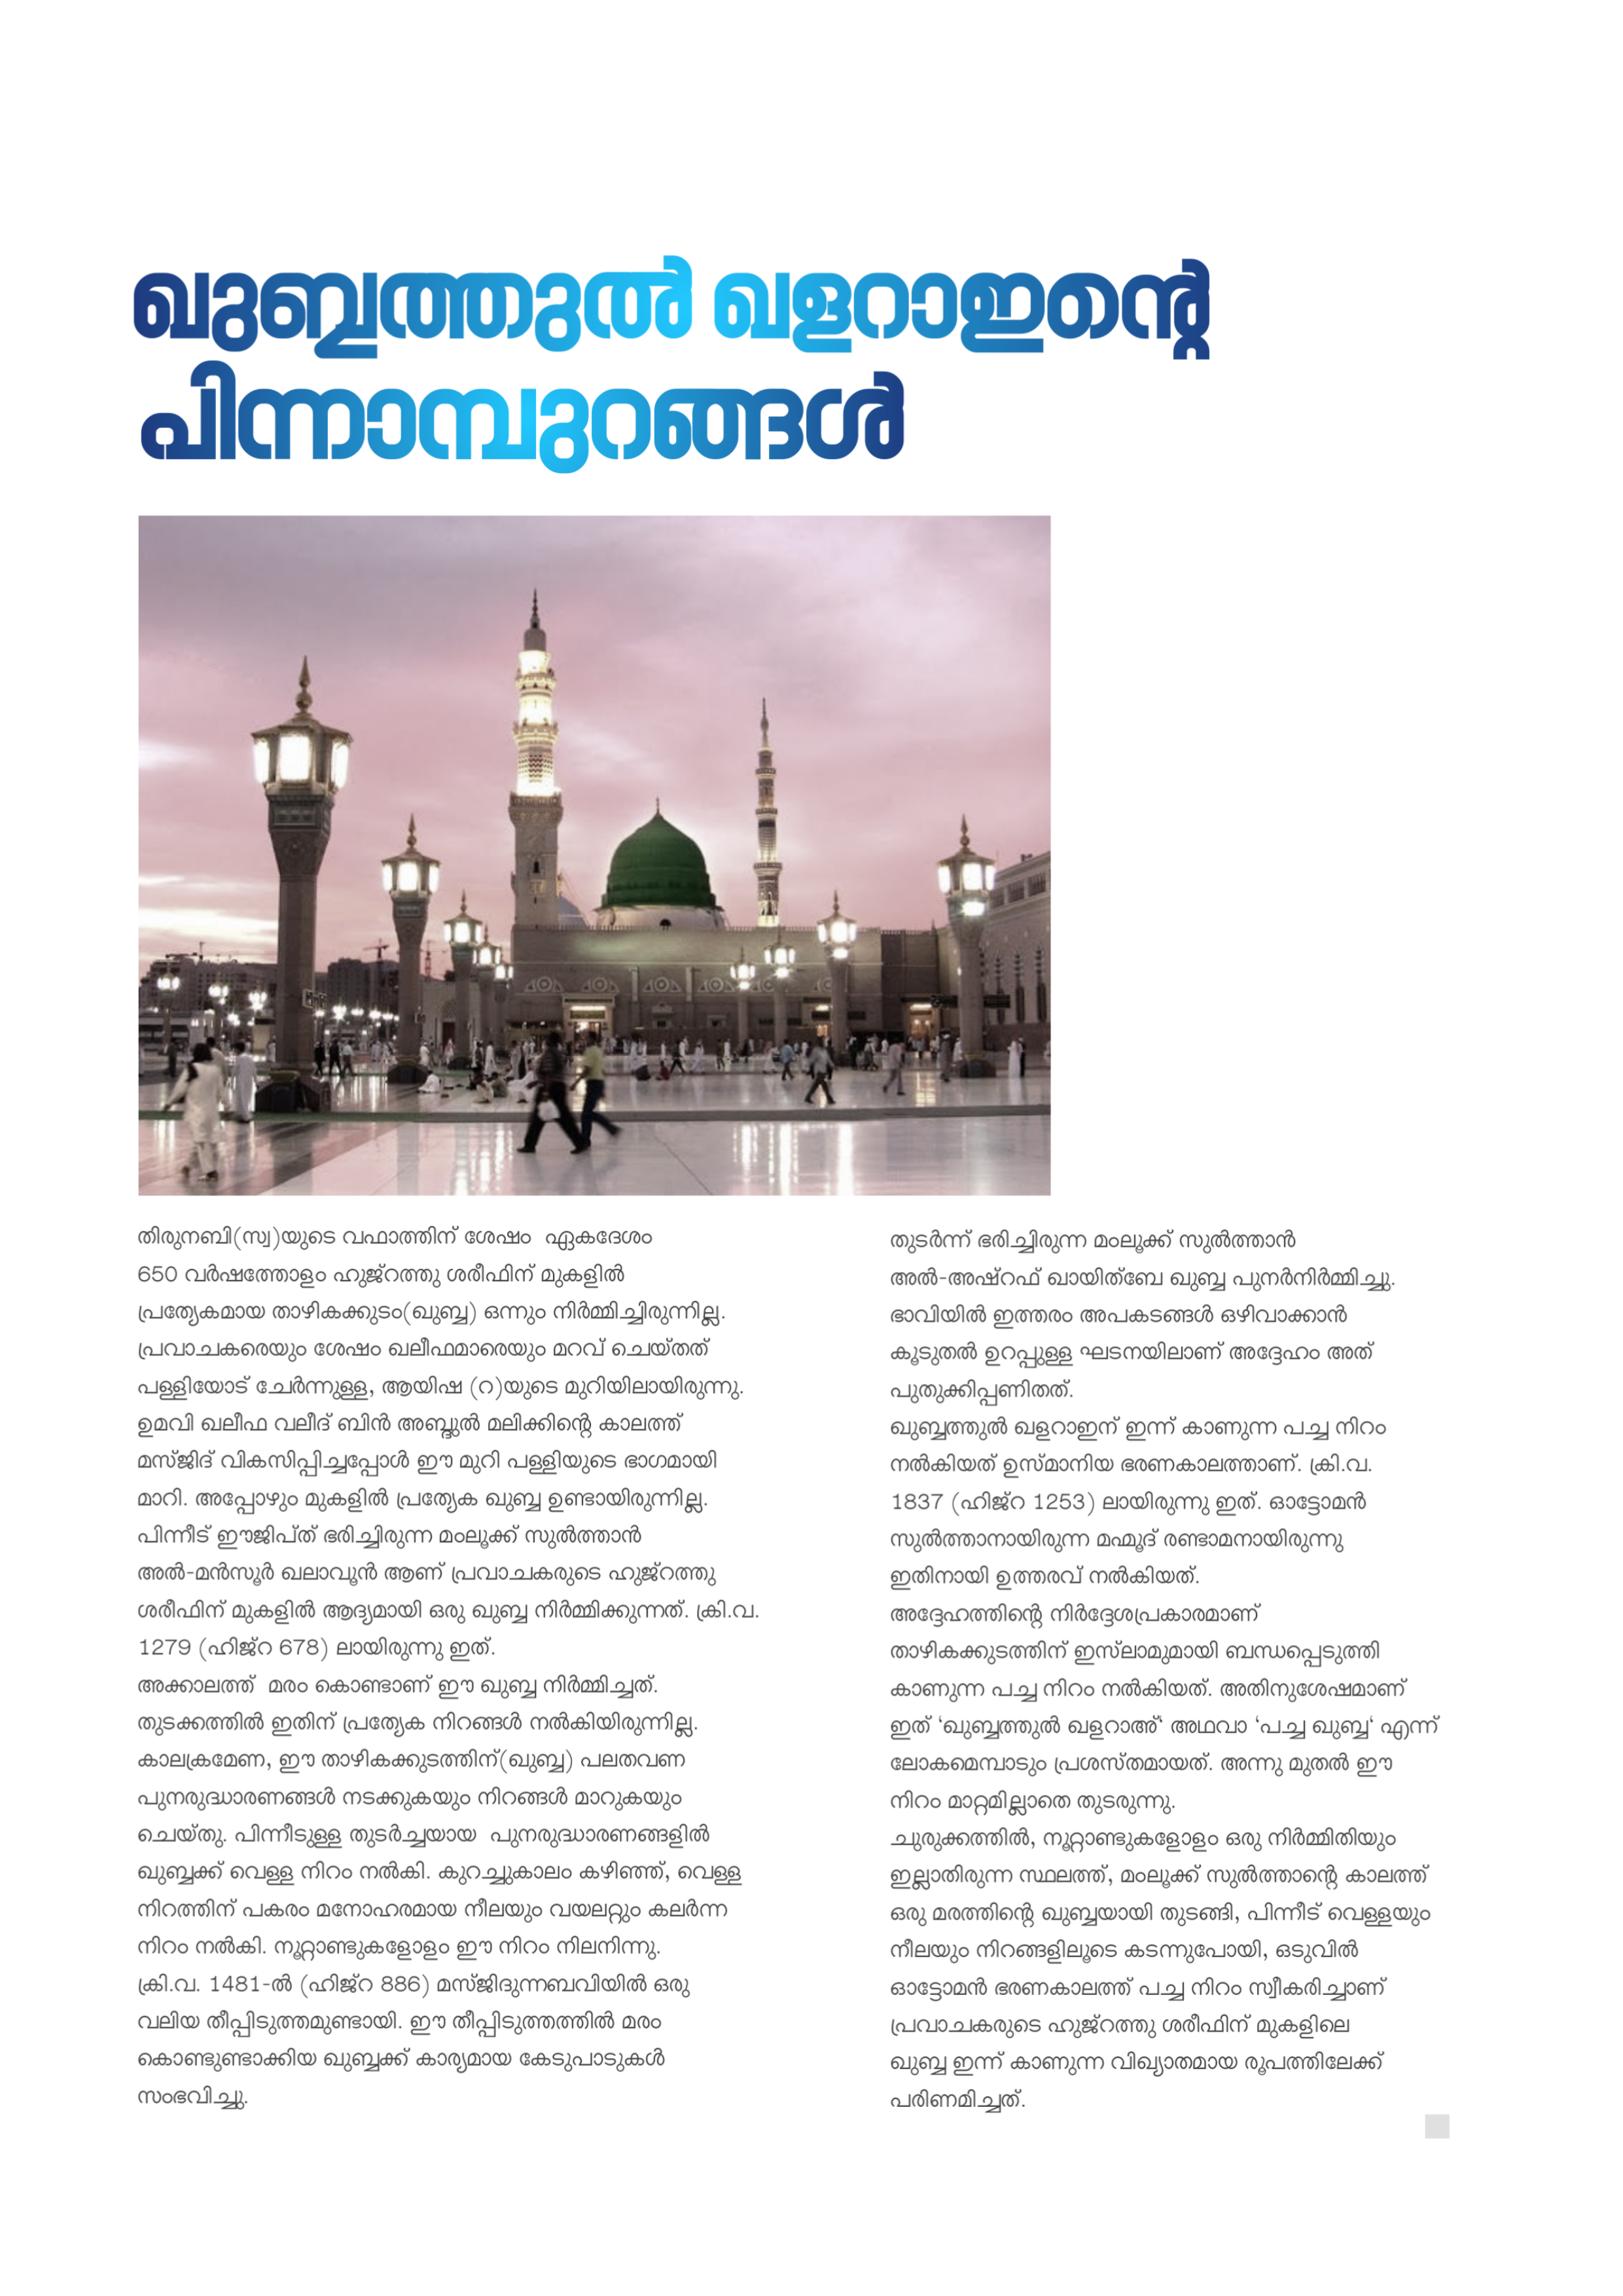 ഖുബ്ബത്തുൽ ഖളറാഇന്റെ
പിന്നാമ്പുറങ്ങൾ
തിരുനബി(സ്വ)യുടെ വഫാത്തിന് ശേഷം  ഏകദേശം
650 വർഷത്തോളം ഹുജ്റത്തു ശരീഫിന് മുകളിൽ
പ്രത്യേകമായ താഴികക്കുടം(ഖുബ്ബ) ഒന്നും നിർമ്മിച്ചിരുന്നില്ല.
പ്രവാചകരെയും ശേഷം ഖലീഫമാരെയും മറവ് ചെയ്തത്
പള്ളിയോട് ചേർന്നുള്ള, ആയിഷ (റ)യുടെ മുറിയിലായിരുന്നു.
ഉമവി ഖലീഫ വലീദ് ബിൻ അബ്ദുൽ മലിക്കിന്റെ കാലത്ത്
മസ്ജിദ് വികസിപ്പിച്ചപ്പോൾ ഈ മുറി പള്ളിയുടെ ഭാഗമായി
മാറി. അപ്പോഴും മുകളിൽ പ്രത്യേക ഖുബ്ബ ഉണ്ടായിരുന്നില്ല.
പിന്നീട് ഈജിപ്ത് ഭരിച്ചിരുന്ന മംലൂക്ക് സുൽത്താൻ
അൽ-മൻസൂർ ഖലാവൂൻ ആണ് പ്രവാചകരുടെ ഹുജ്റത്തു
ശരീഫിന് മുകളിൽ ആദ്യമായി ഒരു ഖുബ്ബ നിർമ്മിക്കുന്നത്. ക്രി.വ.
1279 (ഹിജ്റ 678) ലായിരുന്നു ഇത്.
അക്കാലത്ത്  മരം കൊണ്ടാണ് ഈ ഖുബ്ബ നിർമ്മിച്ചത്.
തുടക്കത്തിൽ ഇതിന് പ്രത്യേക നിറങ്ങൾ നൽകിയിരുന്നില്ല.
കാലക്രമേണ, ഈ താഴികക്കുടത്തിന്(ഖുബ്ബ) പലതവണ
പുനരുദ്ധാരണങ്ങൾ നടക്കുകയും നിറങ്ങൾ മാറുകയും
ചെയ്തു. പിന്നീടുള്ള തുടർച്ചയായ  പുനരുദ്ധാരണങ്ങളിൽ
ഖുബ്ബക്ക് വെള്ള നിറം നൽകി. കുറച്ചുകാലം കഴിഞ്ഞ്, വെള്ള
നിറത്തിന് പകരം മനോഹരമായ നീലയും വയലറ്റും കലർന്ന
നിറം നൽകി. നൂറ്റാണ്ടുകളോളം ഈ നിറം നിലനിന്നു.
ക്രി.വ. 1481-ൽ (ഹിജ്റ 886) മസ്ജിദുന്നബവിയിൽ ഒരു
വലിയ തീപ്പിടുത്തമുണ്ടായി. ഈ തീപ്പിടുത്തത്തിൽ മരം
കൊണ്ടുണ്ടാക്കിയ ഖുബ്ബക്ക് കാര്യമായ കേടുപാടുകൾ
സംഭവിച്ചു.
തുടർന്ന് ഭരിച്ചിരുന്ന മംലൂക്ക് സുൽത്താൻ
അൽ-അഷ്റഫ് ഖായിത്ബേ ഖുബ്ബ പുനർനിർമ്മിച്ചു.
ഭാവിയിൽ ഇത്തരം അപകടങ്ങൾ ഒഴിവാക്കാൻ
കൂടുതൽ ഉറപ്പുള്ള ഘടനയിലാണ് അദ്ദേഹം അത്
പുതുക്കിപ്പണിതത്.
ഖുബ്ബത്തുൽ ഖളറാഇന് ഇന്ന് കാണുന്ന പച്ച നിറം
നൽകിയത് ഉസ്മാനിയ ഭരണകാലത്താണ്. ക്രി.വ.
1837 (ഹിജ്റ 1253) ലായിരുന്നു ഇത്. ഓട്ടോമൻ
സുൽത്താനായിരുന്ന മഹ്മൂദ് രണ്ടാമനായിരുന്നു
ഇതിനായി ഉത്തരവ് നൽകിയത്.
അദ്ദേഹത്തിന്റെ നിർദ്ദേശപ്രകാരമാണ്
താഴികക്കുടത്തിന് ഇസ്‌ലാമുമായി ബന്ധപ്പെടുത്തി
കാണുന്ന പച്ച നിറം നൽകിയത്. അതിനുശേഷമാണ്
ഇത് 'ഖുബ്ബത്തുൽ ഖളറാഅ്' അഥവാ 'പച്ച ഖുബ്ബ' എന്ന്
ലോകമെമ്പാടും പ്രശസ്തമായത്. അന്നു മുതൽ ഈ
നിറം മാറ്റമില്ലാതെ തുടരുന്നു.
ചുരുക്കത്തിൽ, നൂറ്റാണ്ടുകളോളം ഒരു നിർമ്മിതിയും
ഇല്ലാതിരുന്ന സ്ഥലത്ത്, മംലൂക്ക് സുൽത്താന്റെ കാലത്ത്
ഒരു മരത്തിന്റെ ഖുബ്ബയായി തുടങ്ങി, പിന്നീട് വെള്ളയും
നീലയും നിറങ്ങളിലൂടെ കടന്നുപോയി, ഒടുവിൽ
ഓട്ടോമൻ ഭരണകാലത്ത് പച്ച നിറം സ്വീകരിച്ചാണ്
പ്രവാചകരുടെ ഹുജ്റത്തു ശരീഫിന് മുകളിലെ
ഖുബ്ബ ഇന്ന് കാണുന്ന വിഖ്യാതമായ രൂപത്തിലേക്ക്
പരിണമിച്ചത്.